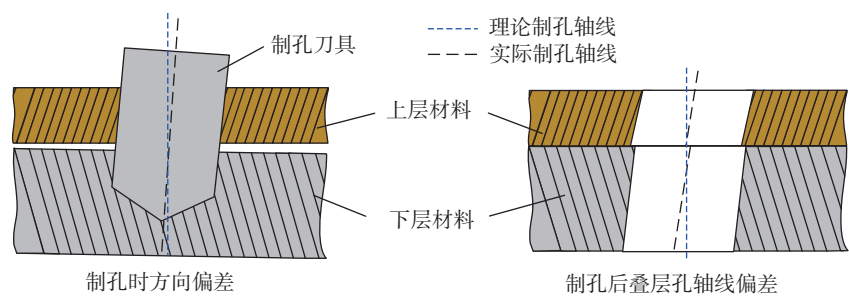 理论制孔轴线
实际制孔轴线
制孔刀具
上层材料
下层材料
制孔时方向偏差
制孔后叠层孔轴线偏差